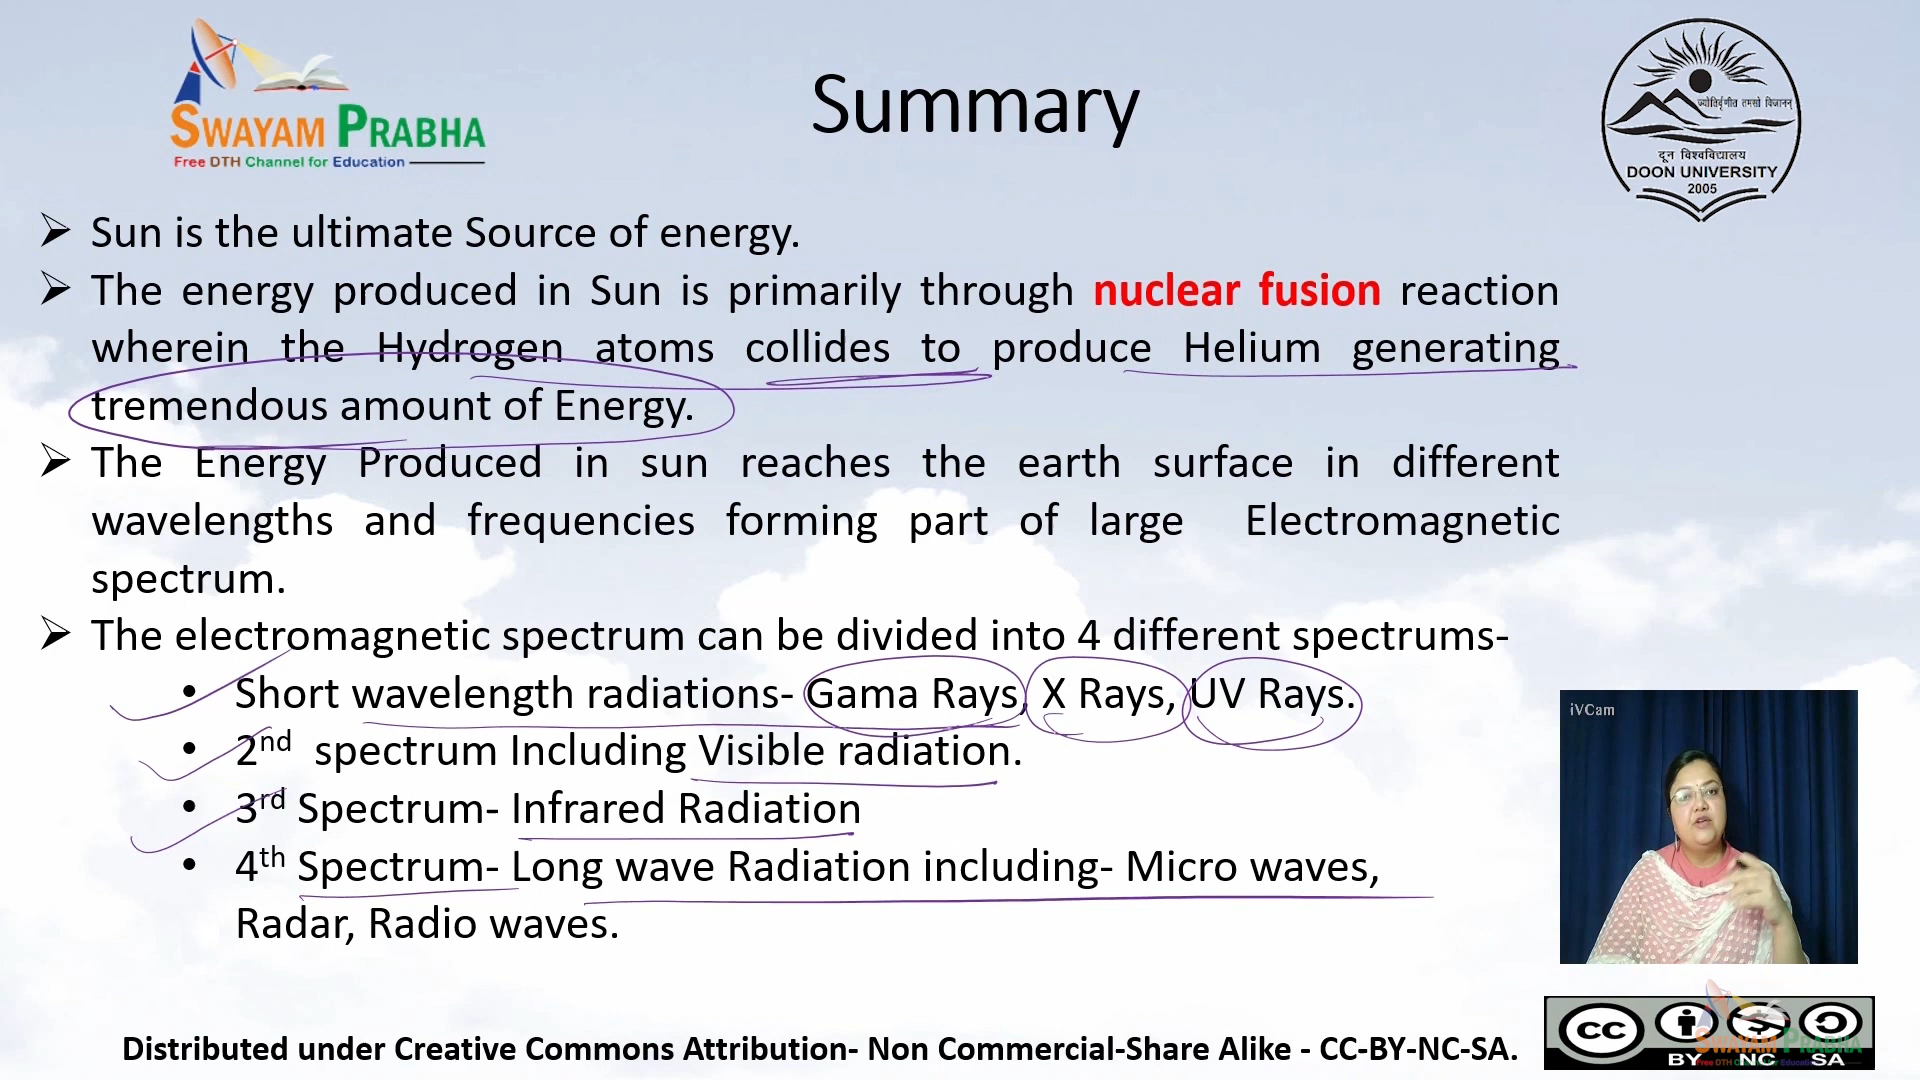 SWAYAM PRABHA
Free DTH Channel for Education
Summary
ज्योतिर्वृणीत तमसो विजानन्
दून विश्वविद्यालय
DOON UNIVERSITY
2005
➢ Sun is the ultimate Source of energy.
➢ The energy produced in Sun is primarily through nuclear fusion reaction
wherein the Hydrogen atoms collides to produce Helium generating
tremendous amount of Energy.
➢ The Energy Produced in sun reaches the earth surface in different
wavelengths and frequencies forming part of large Electromagnetic
spectrum.
➢ The electromagnetic spectrum can be divided into 4 different spectrums-
• Short wavelength radiations- Gama Rays, X Rays, UV Rays.
• 2nd spectrum Including Visible radiation.
• 3rd Spectrum- Infrared Radiation
• 4th Spectrum- Long wave Radiation including- Micro waves,
Radar, Radio waves.
iVCam
Distributed under Creative Commons Attribution- Non Commercial-Share Alike - CC-BY-NC-SA.
cc
BY NC SA
SWAYAM PRABHA